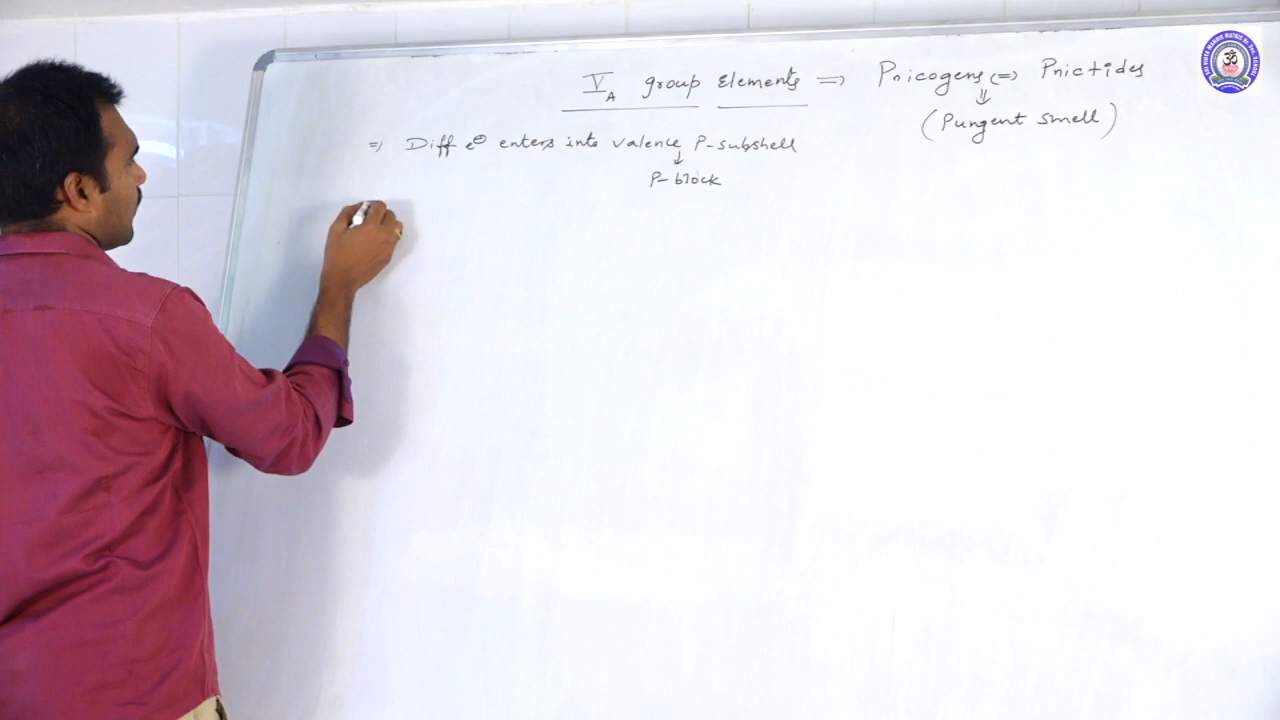 V_A group Elements => Pnicogens <=> Pnictides
⇓
(Pungent smell)
=> Diff e⊖ enters into valence P-subshell
↓
P-block